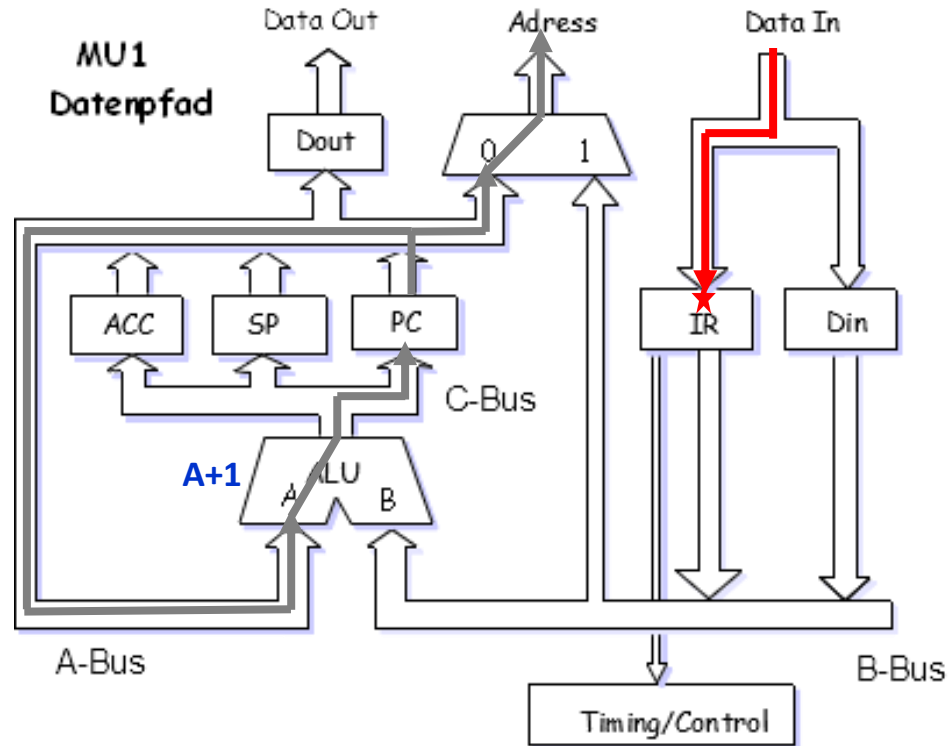 Data Out
Adress
Data In
MU1
Datenpfad
Dout
0
1
ACC
SP
PC
IR
Din
C-Bus
A+1
ALU
A
B
A-Bus
B-Bus
Timing/Control